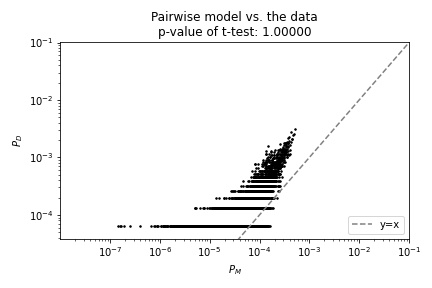 Pairwise model vs. the data
p-value of t-test: 1.00000
P_D
10^{-1}
10^{-2}
10^{-3}
10^{-4}
y=x
10^{-7} 10^{-6} 10^{-5} 10^{-4} 10^{-3} 10^{-2} 10^{-1}
P_M